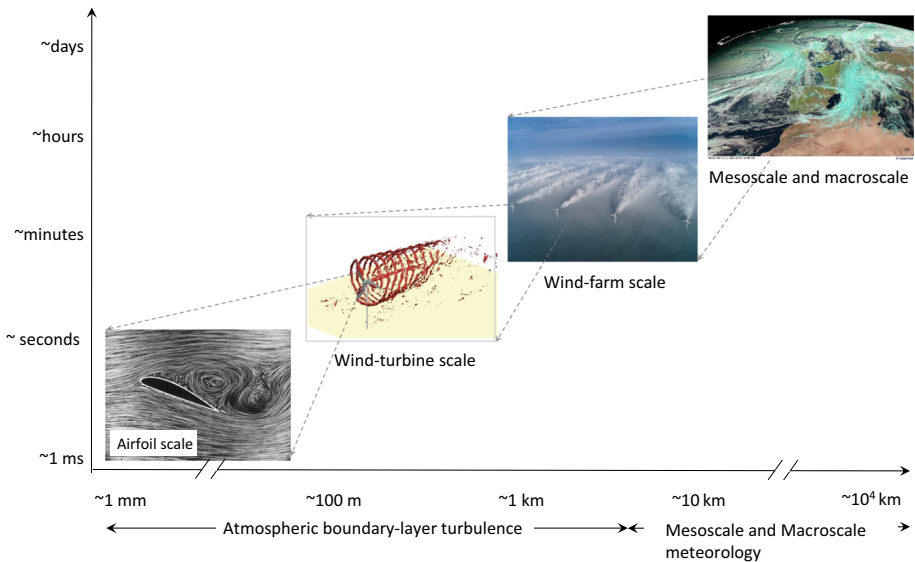 ~days
~hours
~minutes
~ seconds
~1 ms
Mesoscale and macroscale
Wind-farm scale
Wind-turbine scale
Airfoil scale
~1 mm
~100 m
~1 km
~10 km
~10⁴ km
Atmospheric boundary-layer turbulence
Mesoscale and Macroscale
meteorology